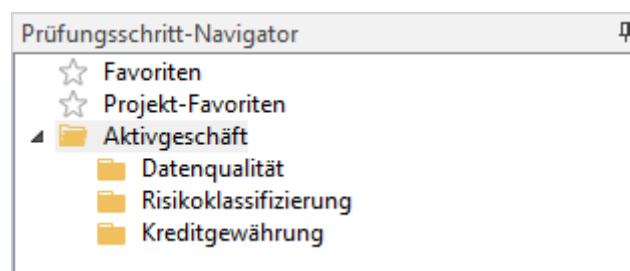 Prüfungsschritt-Navigator
Favoriten
Projekt-Favoriten
Aktivgeschäft
Datenqualität
Risikoklassifizierung
Kreditgewährung